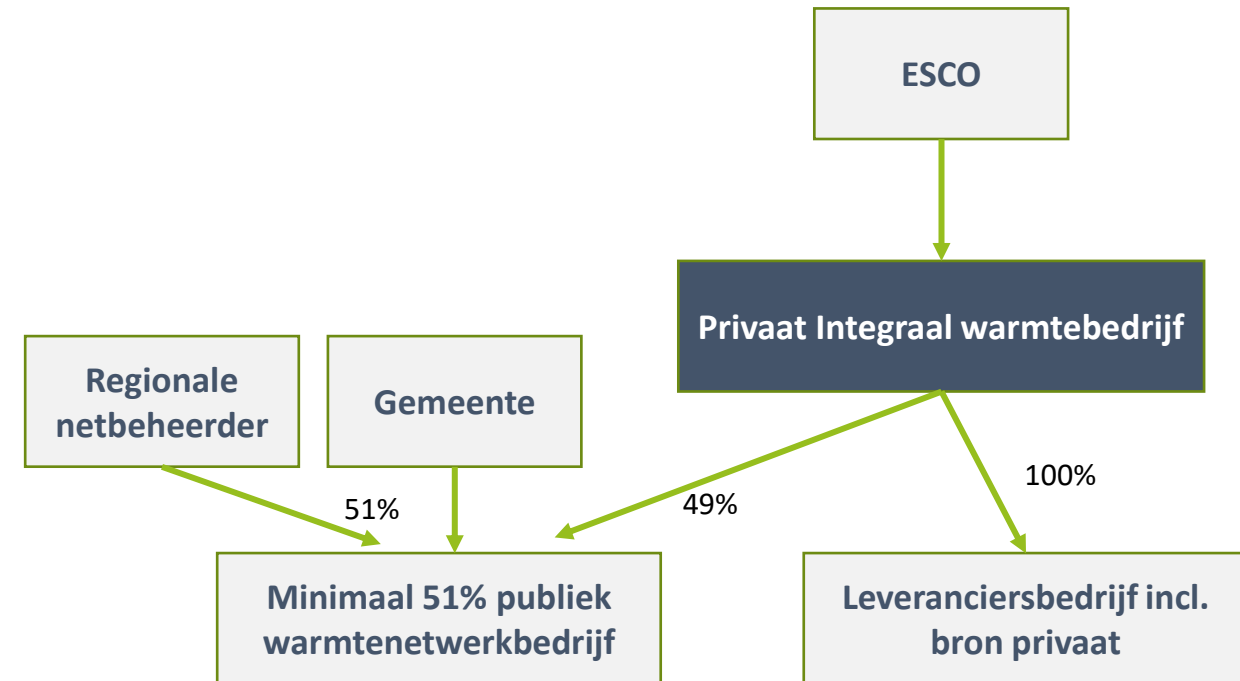 ESCO
Privaat Integraal warmtebedrijf
Regionale
netbeheerder
Gemeente
51%
49%
100%
Minimaal 51% publiek
warmtenetwerkbedrijf
Leveranciersbedrijf incl.
bron privaat